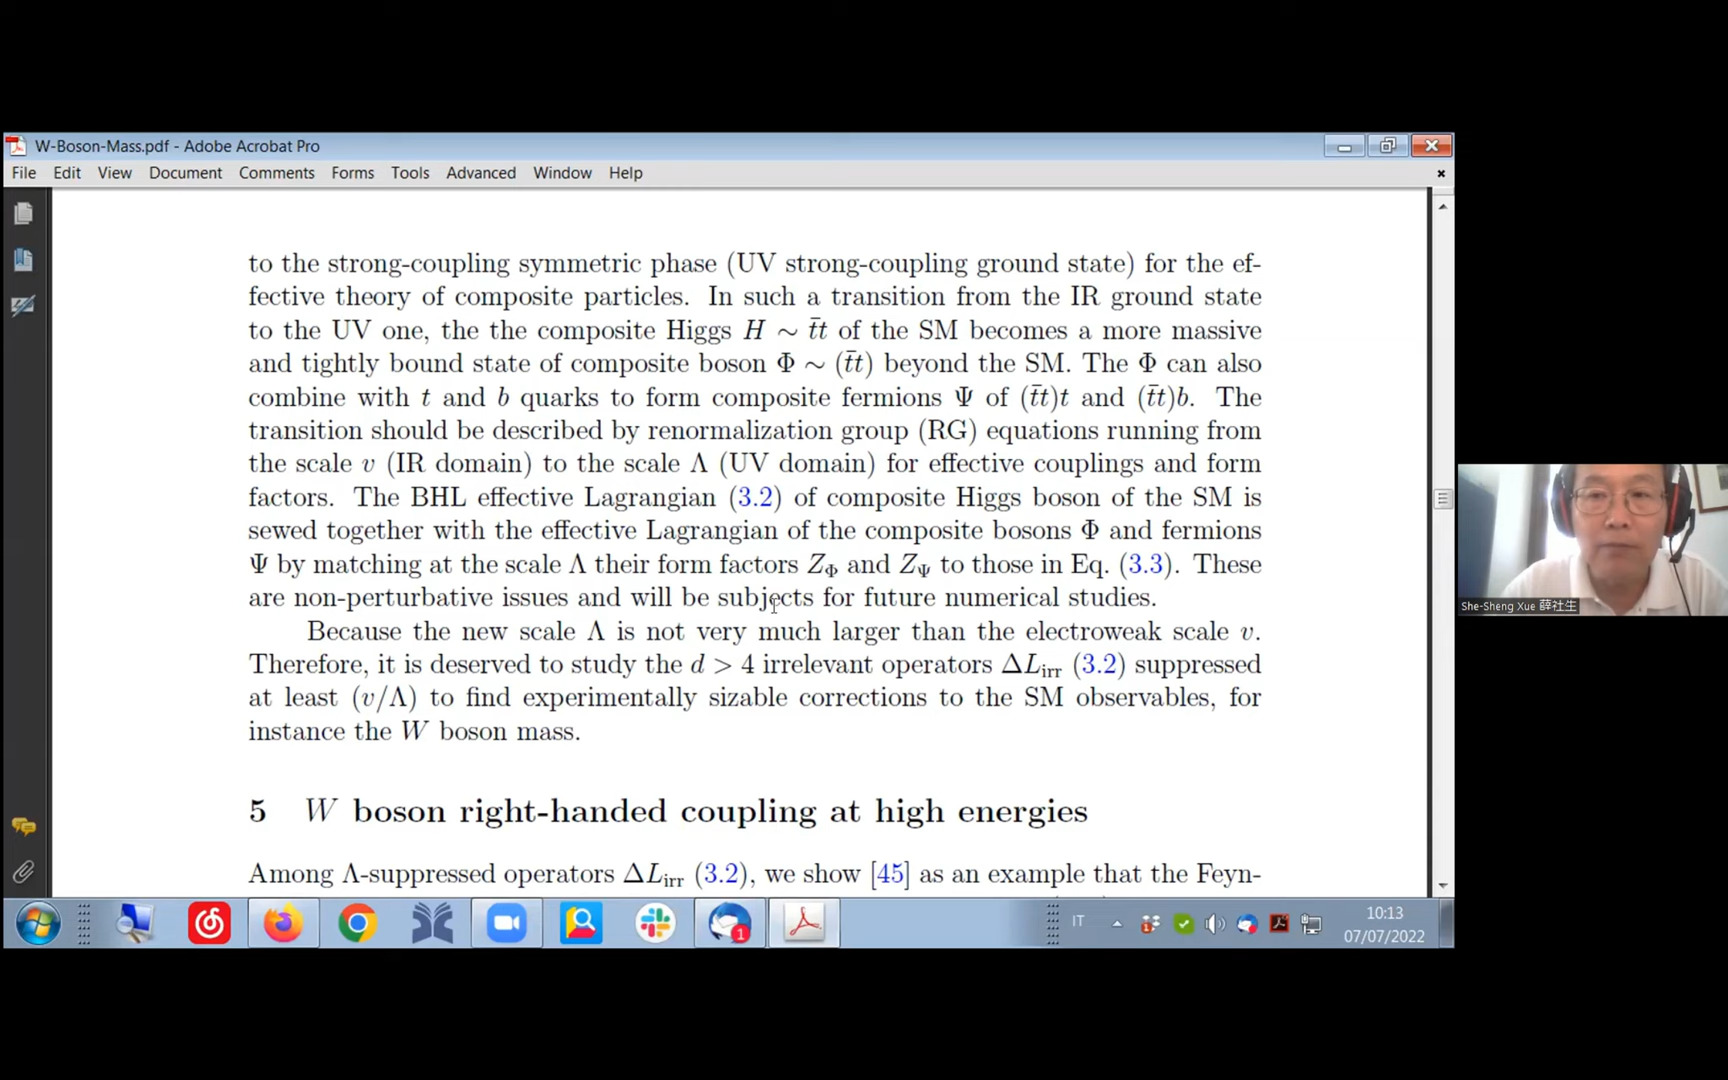 W-Boson-Mass.pdf - Adobe Acrobat Pro
File Edit View Document Comments Forms Tools Advanced Window Help
to the strong-coupling symmetric phase (UV strong-coupling ground state) for the ef-
fective theory of composite particles. In such a transition from the IR ground state
to the UV one, the the composite Higgs H ∼ t̄t of the SM becomes a more massive
and tightly bound state of composite boson Φ ∼ (t̄t) beyond the SM. The Φ can also
combine with t and b quarks to form composite fermions Ψ of (t̄t)t and (t̄t)b. The
transition should be described by renormalization group (RG) equations running from
the scale v (IR domain) to the scale Λ (UV domain) for effective couplings and form
factors. The BHL effective Lagrangian (3.2) of composite Higgs boson of the SM is
sewed together with the effective Lagrangian of the composite bosons Φ and fermions
Ψ by matching at the scale Λ their form factors Z_Φ and Z_Ψ to those in Eq. (3.3). These
are non-perturbative issues and will be subjects for future numerical studies.
Because the new scale Λ is not very much larger than the electroweak scale v.
Therefore, it is deserved to study the d > 4 irrelevant operators ΔL_irr (3.2) suppressed
at least (v/Λ) to find experimentally sizable corrections to the SM observables, for
instance the W boson mass.
5 W boson right-handed coupling at high energies
Among Λ-suppressed operators ΔL_irr (3.2), we show [45] as an example that the Feyn-
She-Sheng Xue 薛社生
1
IT
10:13
07/07/2022